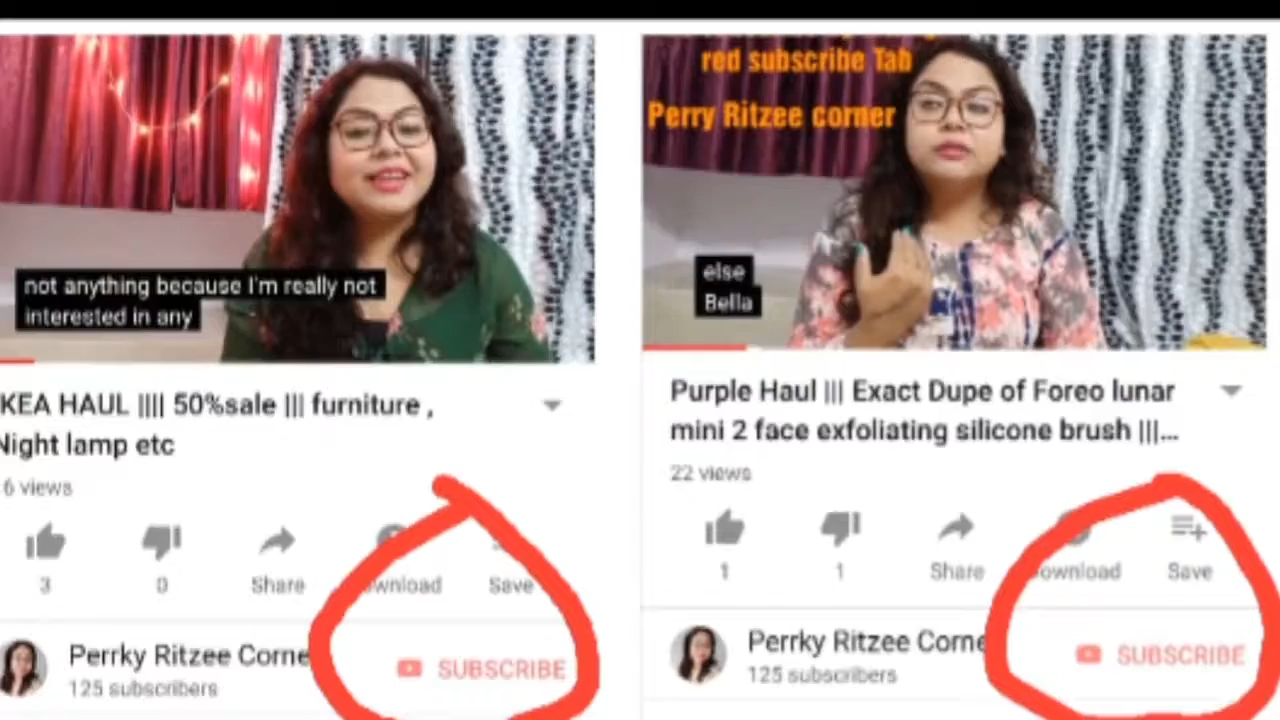 not anything because I'm really not
interested in any
KEA HAUL |||| 50%sale ||| furniture ,
Night lamp etc
6 views
3
0
Share
wnload
Save
Perrky Ritzee Corne
125 subscribers
SUBSCRIBE
red subscribe Tab
Perry Ritzee corner
else
Bella
Purple Haul ||| Exact Dupe of Foreo lunar
mini 2 face exfoliating silicone brush |||...
22 views
1
1
Share
ownload
Save
Perrky Ritzee Corne
125 subscribers
SUBSCRIBE